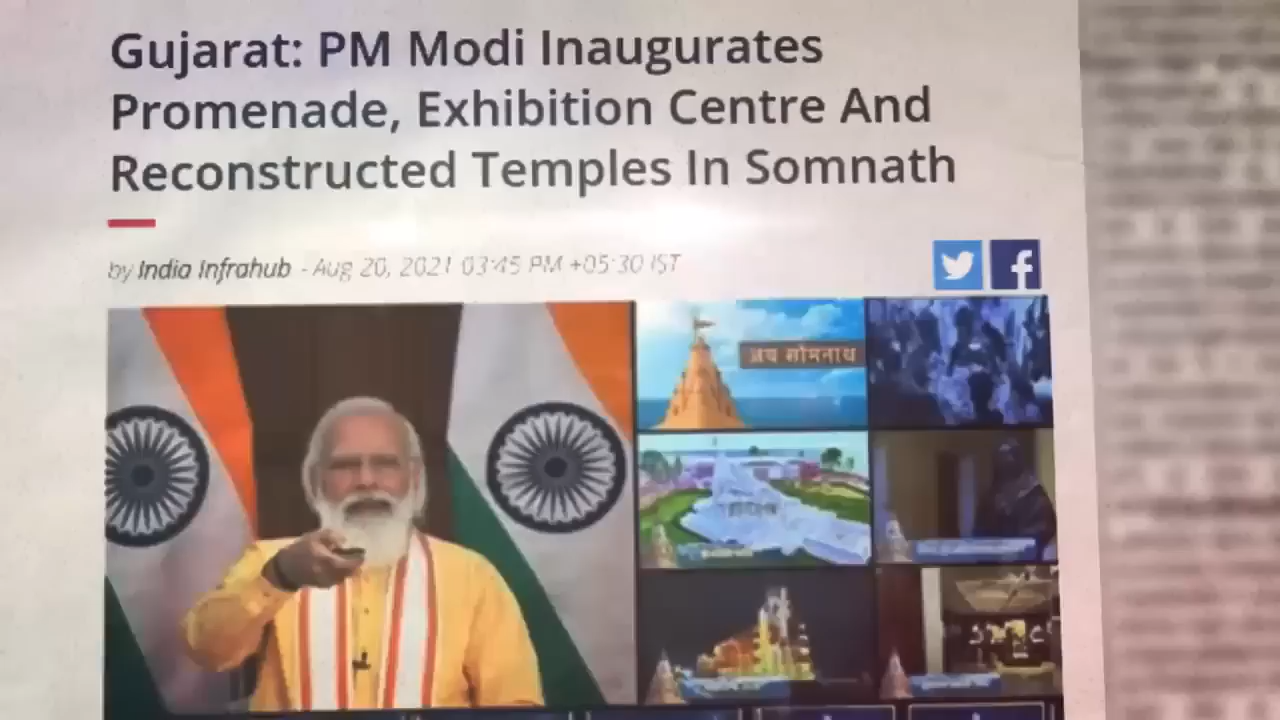 Gujarat: PM Modi Inaugurates
Promenade, Exhibition Centre And
Reconstructed Temples In Somnath
by India Infrahub - Aug 20, 2021 03:45 PM +05:30 IST
जय सोमनाथ